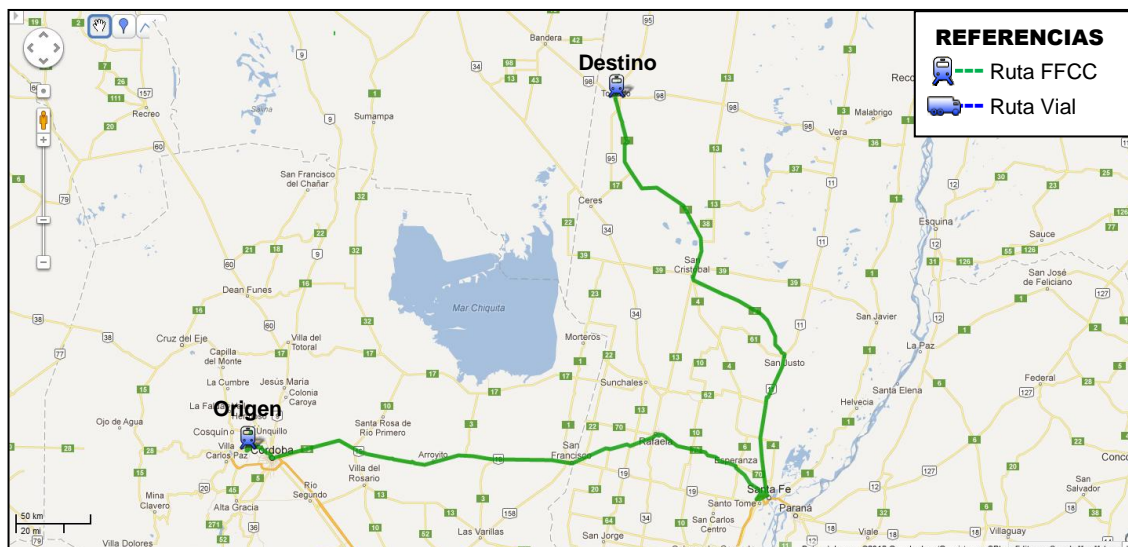 REFERENCIAS
Ruta FFCC
Ruta Vial
Destino
Origen
Bandera
Recreo
Salina
Sumampa
Vera
Malabrigo
San Francisco
del Chañar
Ceres
Esquina
Sauce
San
Cristobal
San José de
Feliciano
Dean Funes
Mar Chiquita
San Javier
Cruz del Eje
Villa del
Totoral
Morteros
La Paz
Capilla
del Monte
San Justo
La Cumbre
Jesús María
Colonia
Caroya
Sunchales
Santa Elena
Federal
Helvecia
Ojo de Agua
Santa Rosa de
Río Primero
Cosquín
Unquillo
Córdoba
Villa
Carlos Paz
Arroyito
San
Francisco
Rafaela
Esperanza
Villa del
Rosario
Santa Fe
Santo Tome
Paraná
Mina
Clavero
Alta Gracia
Río
Segundo
San Carlos
Centro
San
Salvador
Las Varillas
San Jorge
Viale
Villaguay
Villa Dolores
50 km
20 mi